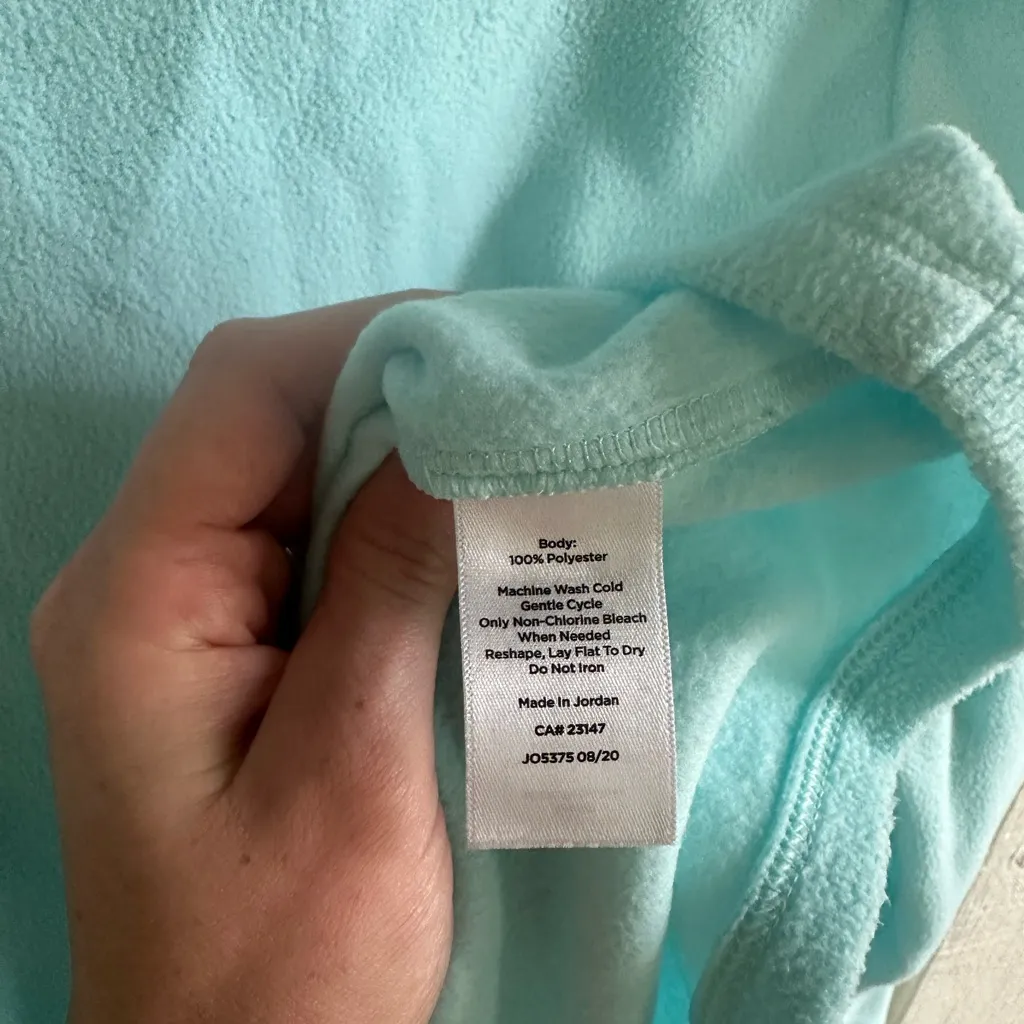 Body:
100% Polyester
Machine Wash Cold
Gentle Cycle
Only Non-Chlorine Bleach
When Needed
Reshape, Lay Flat To Dry
Do Not Iron
Made In Jordan
CA# 23147
JO5375 08/20